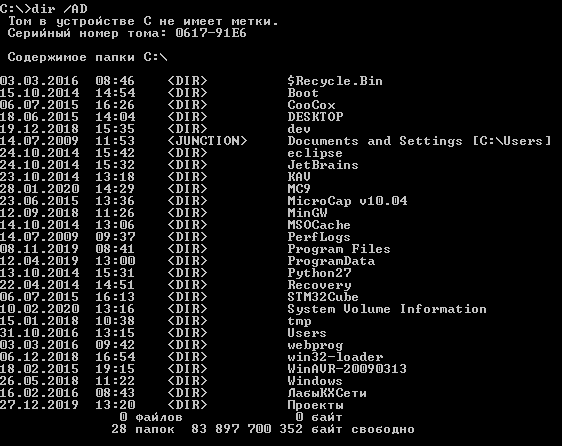 C:\>dir /AD
Том в устройстве C не имеет метки.
Серийный номер тома: 0617-91E6
Содержимое папки C:\
03.03.2016 08:46 <DIR> $Recycle.Bin
15.10.2014 14:54 <DIR> Boot
06.07.2015 16:26 <DIR> CooCox
18.06.2015 14:04 <DIR> DESKTOP
19.12.2018 15:35 <DIR> dev
14.07.2009 11:53 <JUNCTION> Documents and Settings [C:\Users]
24.10.2014 15:42 <DIR> eclipse
24.10.2014 15:32 <DIR> JetBrains
23.10.2014 13:18 <DIR> KAV
28.01.2020 14:29 <DIR> MC9
23.06.2015 13:36 <DIR> MicroCap v10.04
12.09.2018 11:26 <DIR> MinGW
14.10.2014 13:06 <DIR> MSOCache
14.07.2009 09:37 <DIR> PerfLogs
08.11.2019 08:41 <DIR> Program Files
12.04.2019 13:00 <DIR> ProgramData
13.10.2014 15:31 <DIR> Python27
22.04.2014 14:51 <DIR> Recovery
06.07.2015 16:13 <DIR> STM32Cube
10.02.2020 13:16 <DIR> System Volume Information
15.01.2018 10:38 <DIR> tmp
31.10.2016 13:15 <DIR> Users
03.03.2016 09:42 <DIR> webprog
06.12.2018 16:54 <DIR> win32-loader
18.02.2015 19:15 <DIR> WinAVR-20090313
26.05.2018 11:22 <DIR> Windows
16.02.2016 08:43 <DIR> ЛабыКХСети
27.12.2019 13:20 <DIR> Проекты
0 файлов 0 байт
28 папок 83 897 700 352 байт свободно